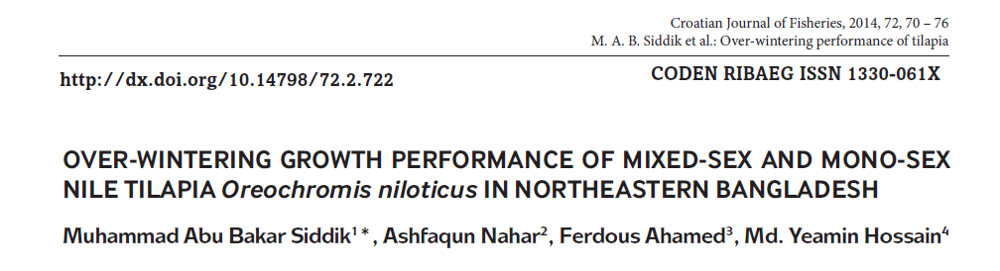 Croatian Journal of Fisheries, 2014, 72, 70 – 76
M. A. B. Siddik et al.: Over-wintering performance of tilapia
http://dx.doi.org/10.14798/72.2.722
CODEN RIBAEG ISSN 1330-061X
OVER-WINTERING GROWTH PERFORMANCE OF MIXED-SEX AND MONO-SEX
NILE TILAPIA Oreochromis niloticus IN NORTHEASTERN BANGLADESH
Muhammad Abu Bakar Siddik¹ *, Ashfaqun Nahar², Ferdous Ahamed³, Md. Yeamin Hossain⁴